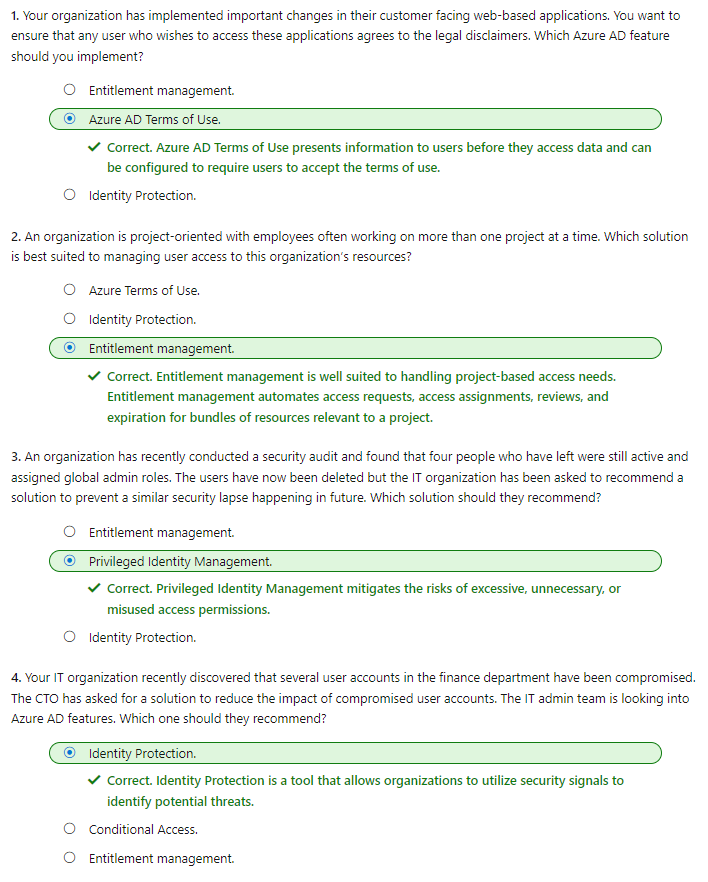 1. Your organization has implemented important changes in their customer facing web-based applications. You want to
ensure that any user who wishes to access these applications agrees to the legal disclaimers. Which Azure AD feature
should you implement?
Entitlement management.
Azure AD Terms of Use.
Correct. Azure AD Terms of Use presents information to users before they access data and can
be configured to require users to accept the terms of use.
Identity Protection.
2. An organization is project-oriented with employees often working on more than one project at a time. Which solution
is best suited to managing user access to this organization's resources?
Azure Terms of Use.
Identity Protection.
Entitlement management.
Correct. Entitlement management is well suited to handling project-based access needs.
Entitlement management automates access requests, access assignments, reviews, and
expiration for bundles of resources relevant to a project.
3. An organization has recently conducted a security audit and found that four people who have left were still active and
assigned global admin roles. The users have now been deleted but the IT organization has been asked to recommend a
solution to prevent a similar security lapse happening in future. Which solution should they recommend?
Entitlement management.
Privileged Identity Management.
Correct. Privileged Identity Management mitigates the risks of excessive, unnecessary, or
misused access permissions.
Identity Protection.
4. Your IT organization recently discovered that several user accounts in the finance department have been compromised.
The CTO has asked for a solution to reduce the impact of compromised user accounts. The IT admin team is looking into
Azure AD features. Which one should they recommend?
Identity Protection.
Correct. Identity Protection is a tool that allows organizations to utilize security signals to
identify potential threats.
Conditional Access.
Entitlement management.